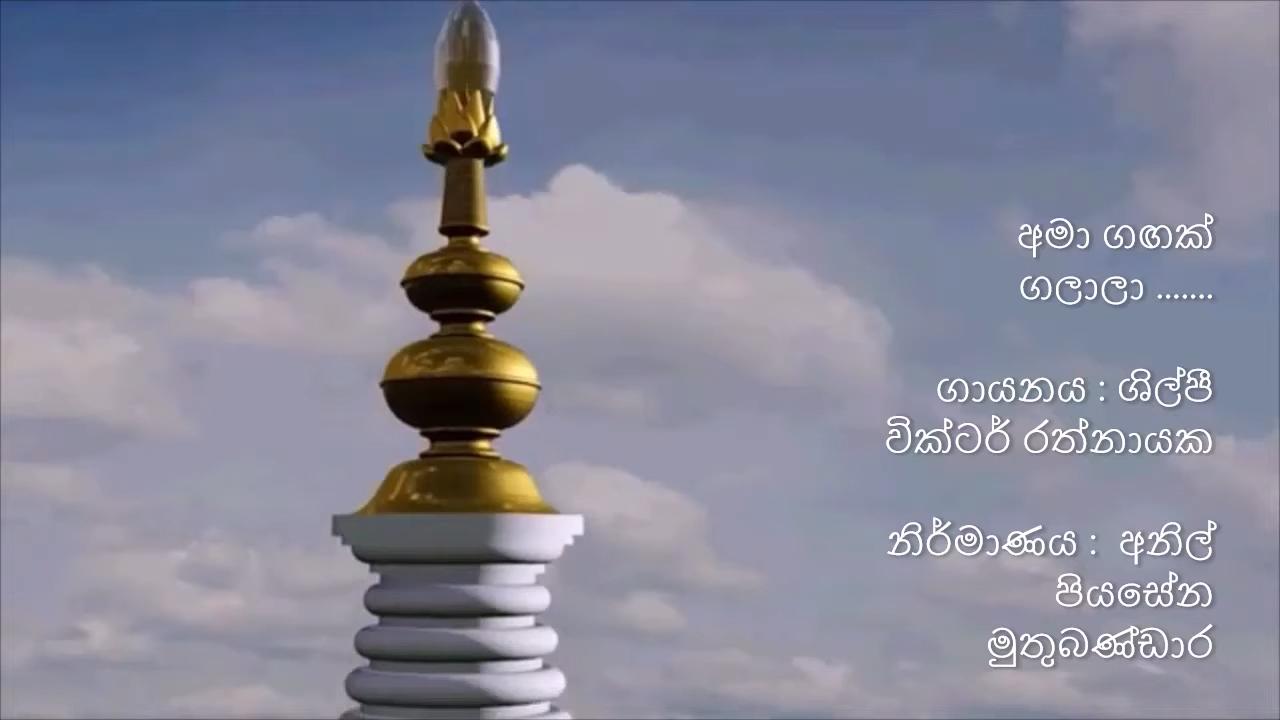 අමා ගඟක්
ගලාලා .......
ගායනය : ශිල්පී
වික්ටර් රත්නායක
නිර්මාණය :  අනිල්
පියසේන
මුතුබණ්ඩාර